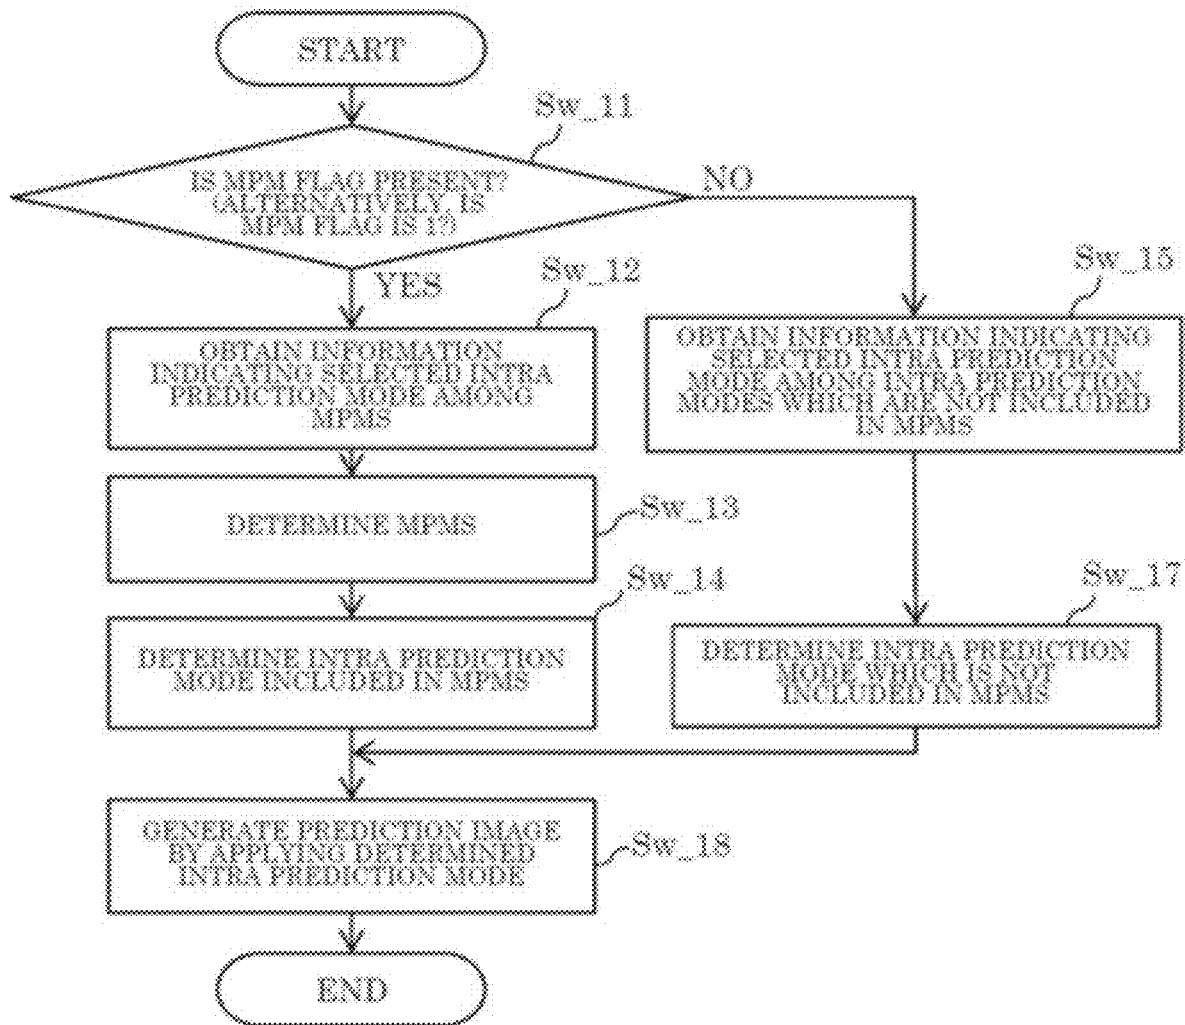 START
Sw_11
IS MPM FLAG PRESENT?
(ALTERNATIVELY, IS
MPM FLAG IS 1?)
NO
YES
Sw_12
OBTAIN INFORMATION
INDICATING SELECTED INTRA
PREDICTION MODE AMONG
MPMS
Sw_15
OBTAIN INFORMATION INDICATING
SELECTED INTRA PREDICTION
MODE AMONG INTRA PREDICTION
MODES WHICH ARE NOT INCLUDED
IN MPMS
DETERMINE MPMS
Sw_13
Sw_14
DETERMINE INTRA PREDICTION
MODE INCLUDED IN MPMS
Sw_17
DETERMINE INTRA PREDICTION
MODE WHICH IS NOT
INCLUDED IN MPMS
GENERATE PREDICTION IMAGE
BY APPLYING DETERMINED
INTRA PREDICTION MODE
Sw_18
END